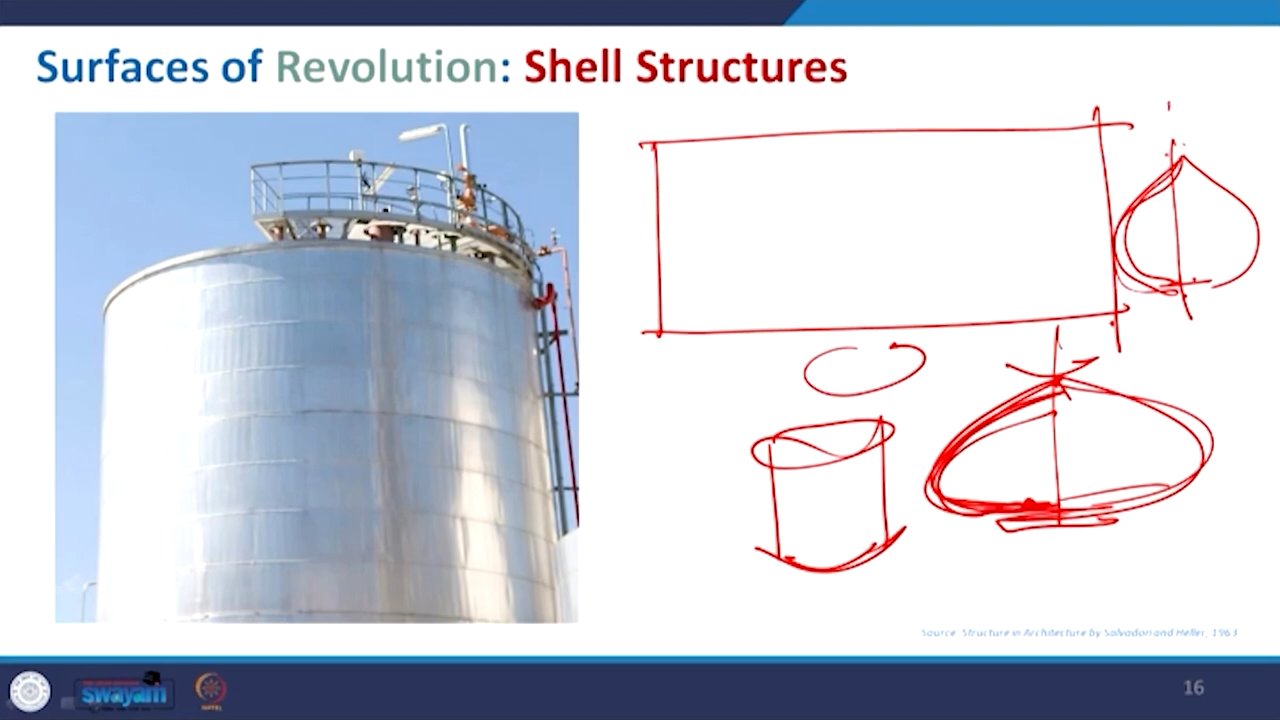 Surfaces of Revolution: Shell Structures
Source: Structure in Architecture by Salvadori and Heller, 1963
swayam
16